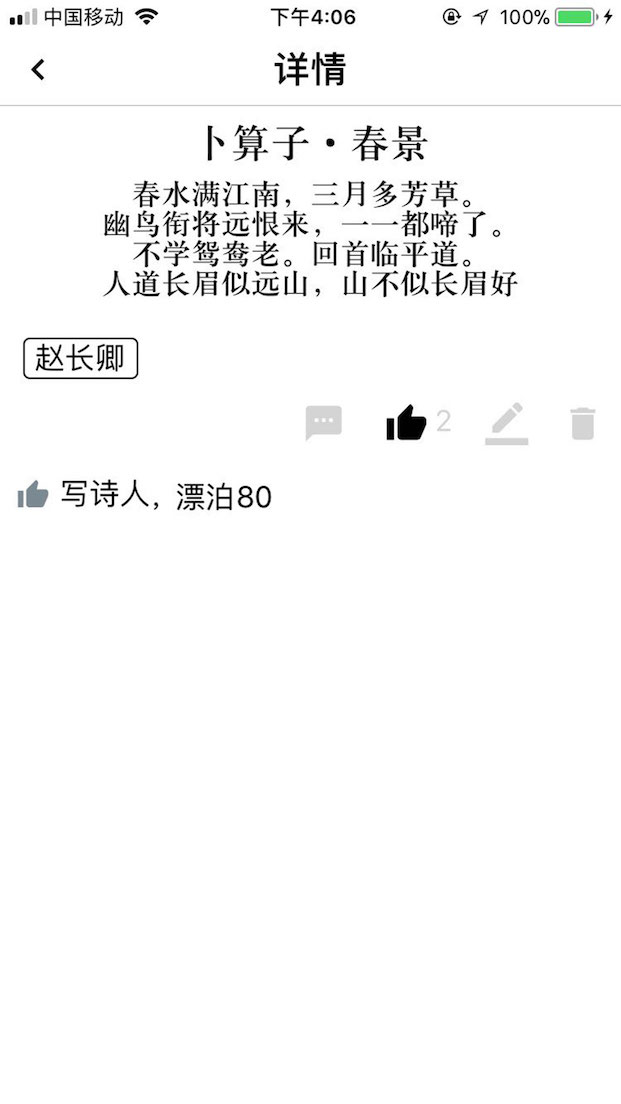 中国移动 下午4:06 100%
详情
卜算子·春景
春水满江南，三月多芳草。
幽鸟衔将远恨来，一一都啼了。
不学鸳鸯老。回首临平道。
人道长眉似远山，山不似长眉好
赵长卿
2
写诗人，漂泊80